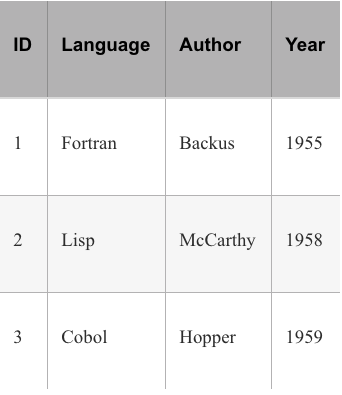 ID Language Author Year
1 Fortran Backus 1955
2 Lisp McCarthy 1958
3 Cobol Hopper 1959